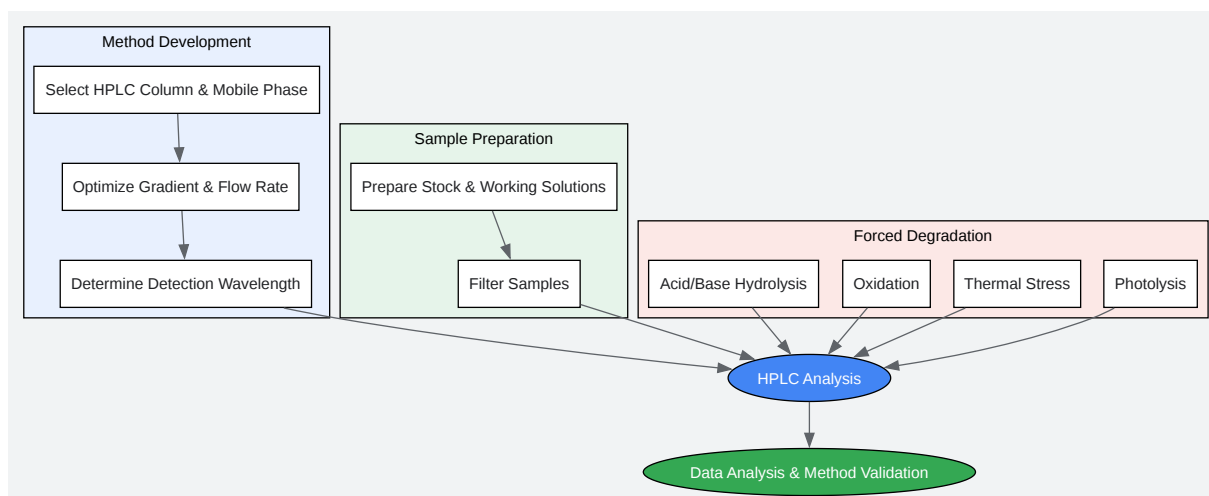 Method Development
Select HPLC Column & Mobile Phase
Optimize Gradient & Flow Rate
Determine Detection Wavelength
Sample Preparation
Prepare Stock & Working Solutions
Filter Samples
Forced Degradation
Acid/Base Hydrolysis
Oxidation
Thermal Stress
Photolysis
HPLC Analysis
Data Analysis & Method Validation